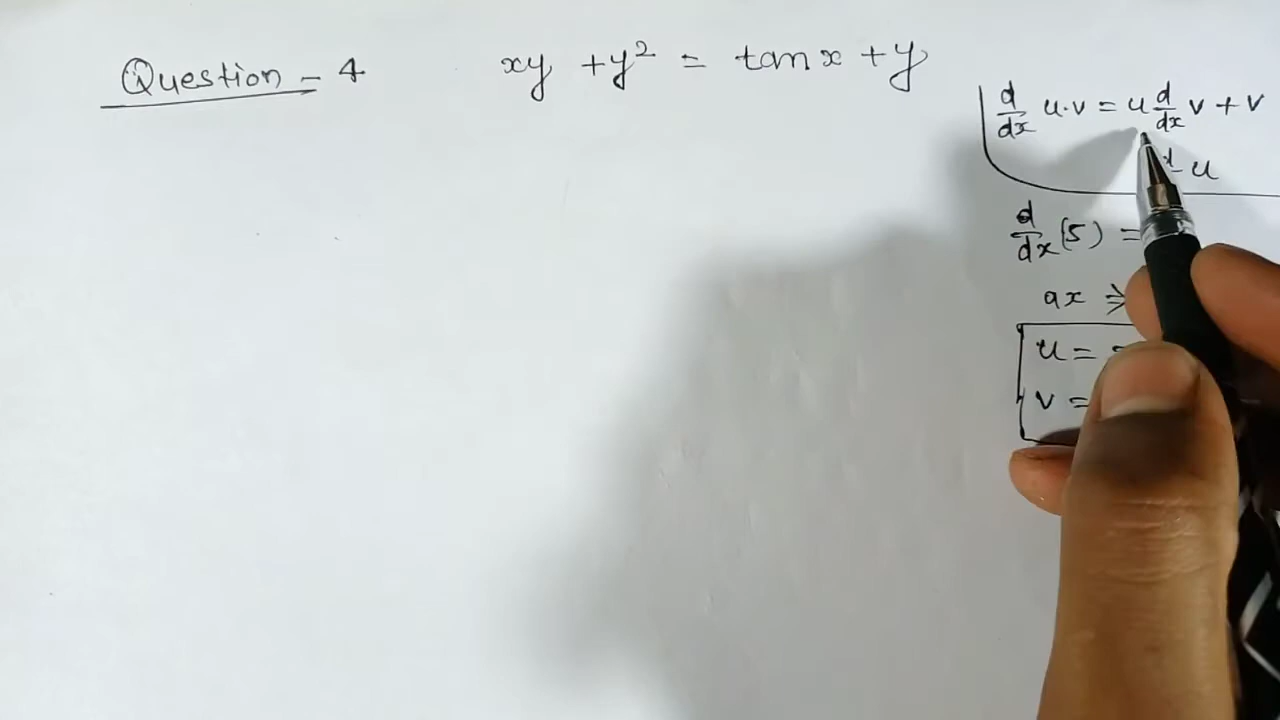 Question - 4
xy + y² = tan x + y
d/dx u·v = u d/dx v + v
u
d/dx (5) =
ax ⇒
u =
v =